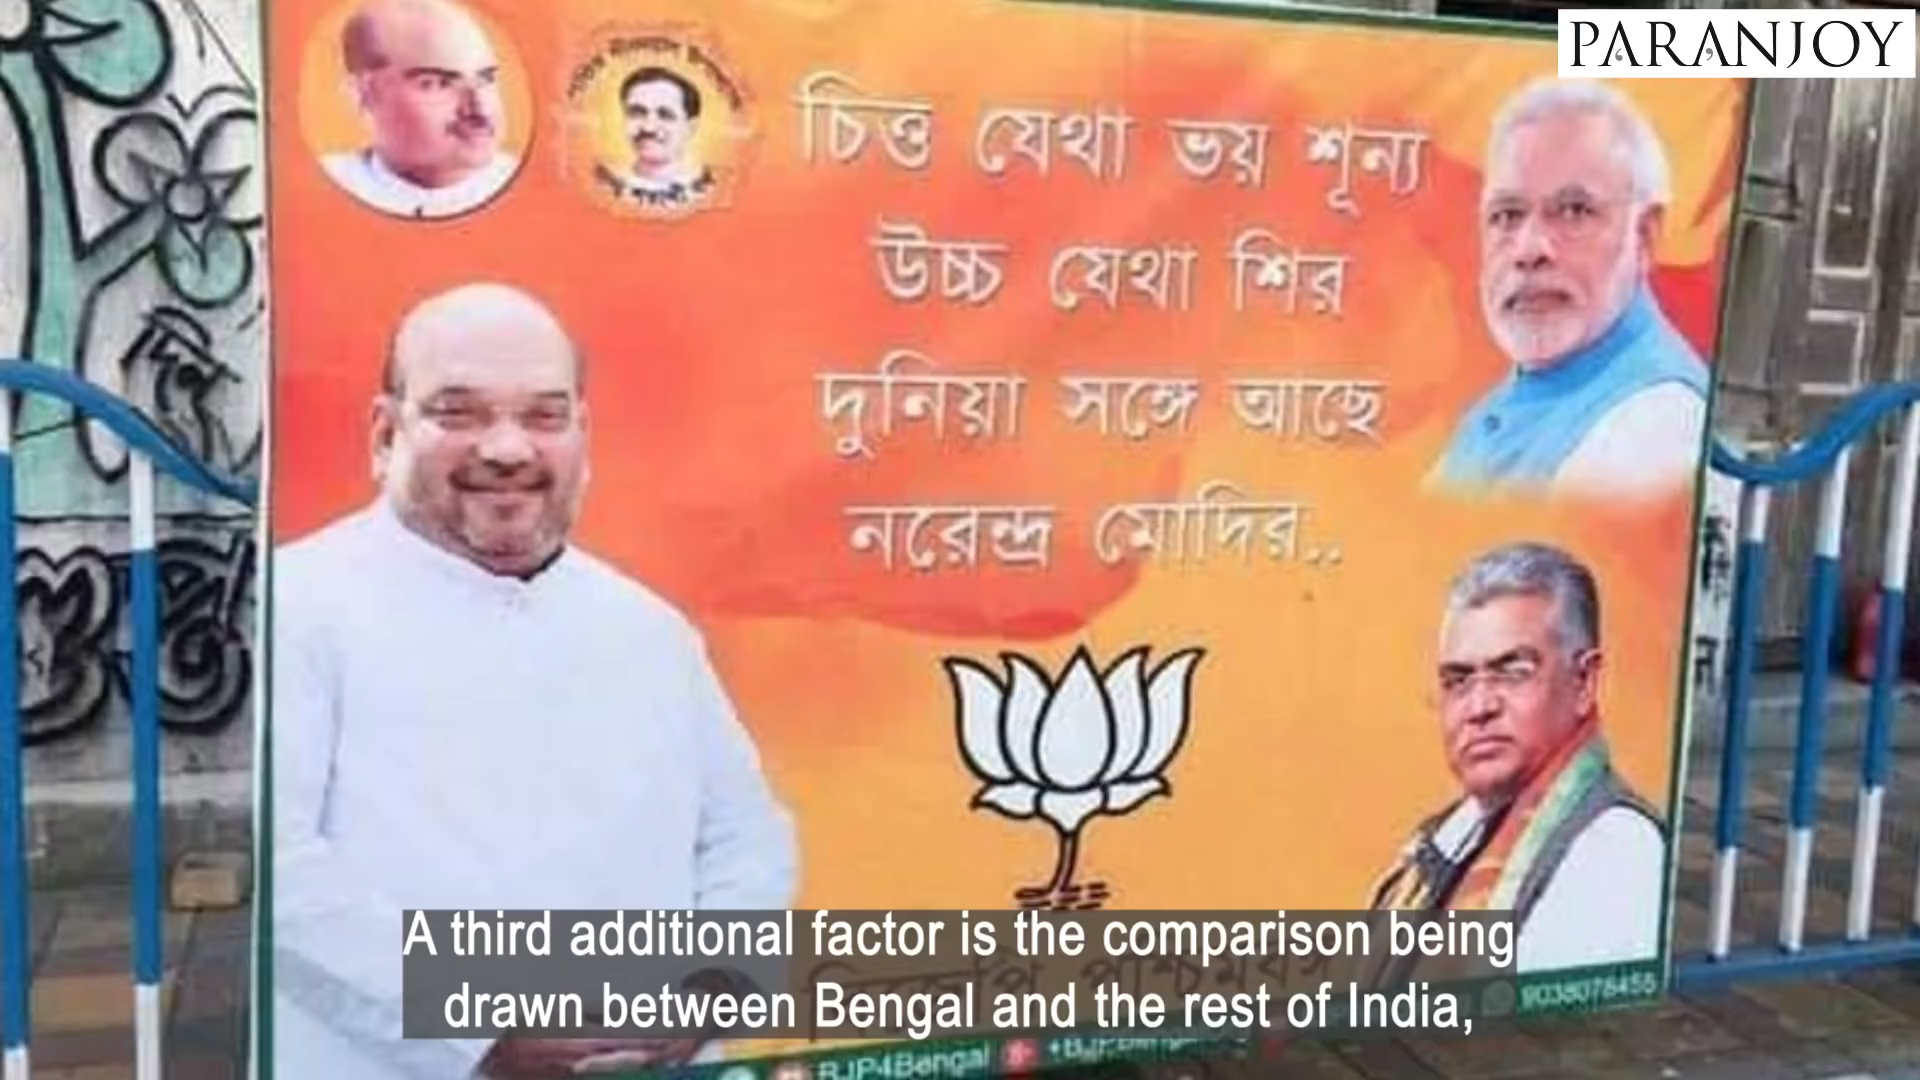 PARANJOY
চিত্ত যেথা ভয় শূন্য
উচ্চ যেথা শির
দুনিয়া সঙ্গে আছে
নরেন্দ্র মোদির..
A third additional factor is the comparison being
drawn between Bengal and the rest of India,
9038078455
BJP4Bengal